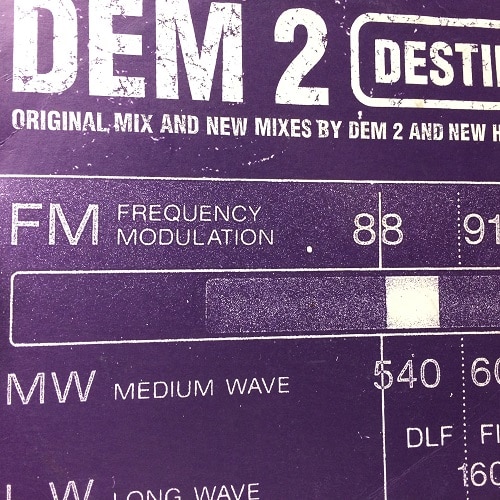 DEM 2 DESTI
ORIGINAL MIX AND NEW MIXES BY DEM 2 AND NEW H
FM FREQUENCY MODULATION 88 91
MW MEDIUM WAVE 540 60
DLF FI
LW LONG WAVE 160